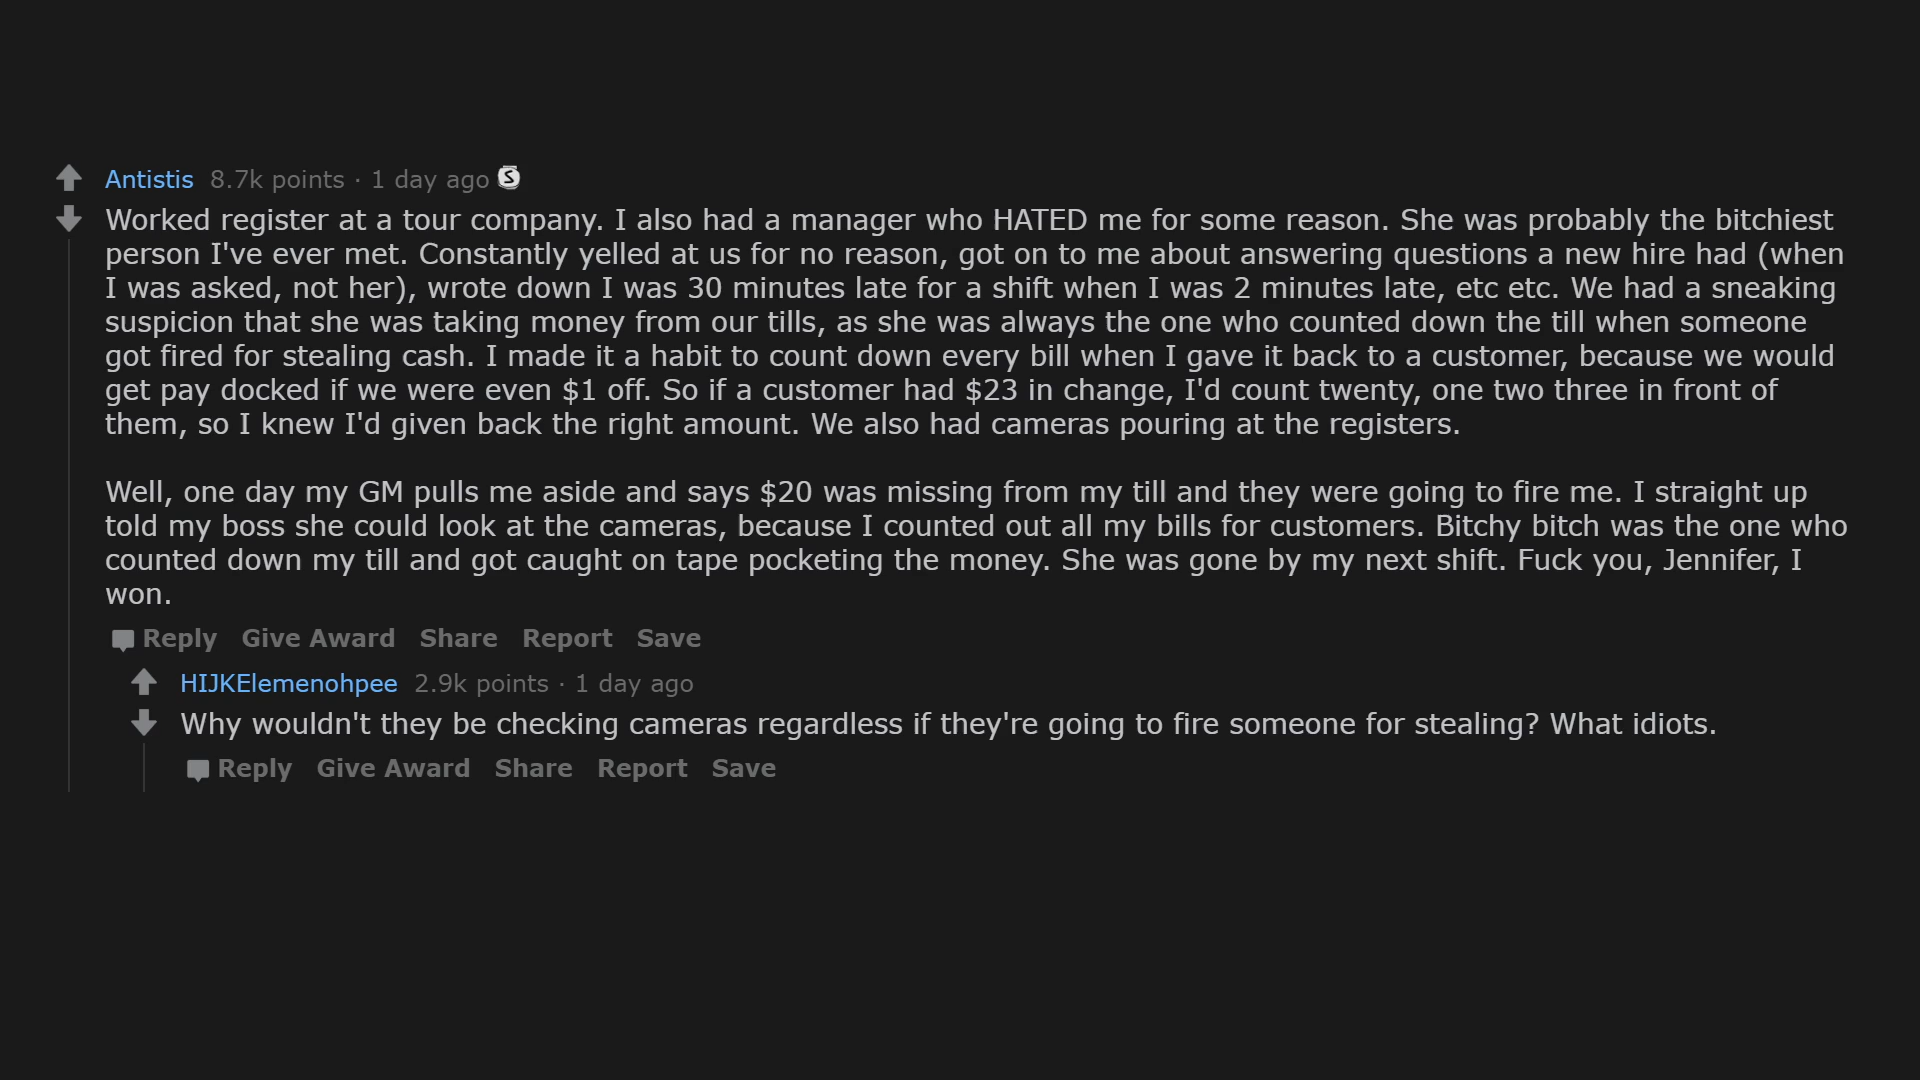 Antistis 8.7k points · 1 day ago S
Worked register at a tour company. I also had a manager who HATED me for some reason. She was probably the bitchiest
person I've ever met. Constantly yelled at us for no reason, got on to me about answering questions a new hire had (when
I was asked, not her), wrote down I was 30 minutes late for a shift when I was 2 minutes late, etc etc. We had a sneaking
suspicion that she was taking money from our tills, as she was always the one who counted down the till when someone
got fired for stealing cash. I made it a habit to count down every bill when I gave it back to a customer, because we would
get pay docked if we were even $1 off. So if a customer had $23 in change, I'd count twenty, one two three in front of
them, so I knew I'd given back the right amount. We also had cameras pouring at the registers.
Well, one day my GM pulls me aside and says $20 was missing from my till and they were going to fire me. I straight up
told my boss she could look at the cameras, because I counted out all my bills for customers. Bitchy bitch was the one who
counted down my till and got caught on tape pocketing the money. She was gone by my next shift. Fuck you, Jennifer, I
won.
Reply Give Award Share Report Save
HIJKElemenohpee 2.9k points · 1 day ago
Why wouldn't they be checking cameras regardless if they're going to fire someone for stealing? What idiots.
Reply Give Award Share Report Save